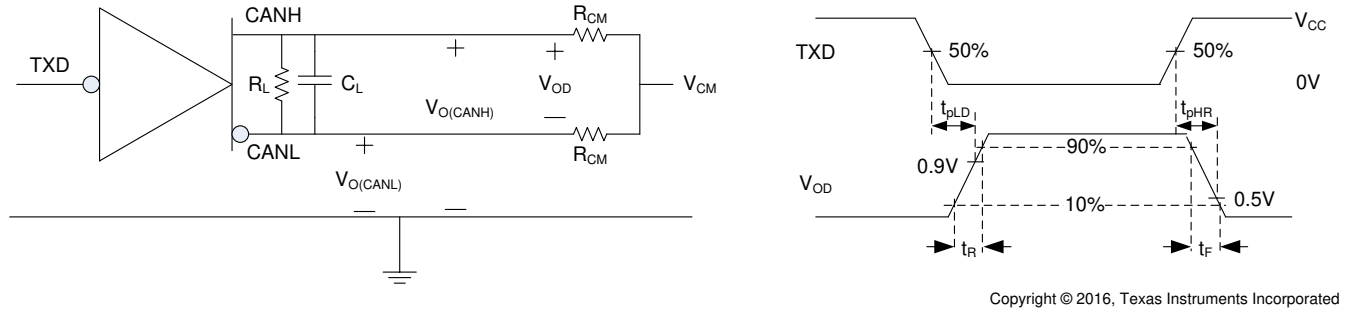 CANH
TXD
R_L
C_L
CANL
V_O(CANH)
V_O(CANL)
+
+
V_OD
—
+
—
—
R_CM
R_CM
V_CM
TXD
50%
50%
V_CC
0V
t_pLD
t_pHR
V_OD
0.9V
90%
10%
0.5V
t_R
t_F
Copyright © 2016, Texas Instruments Incorporated